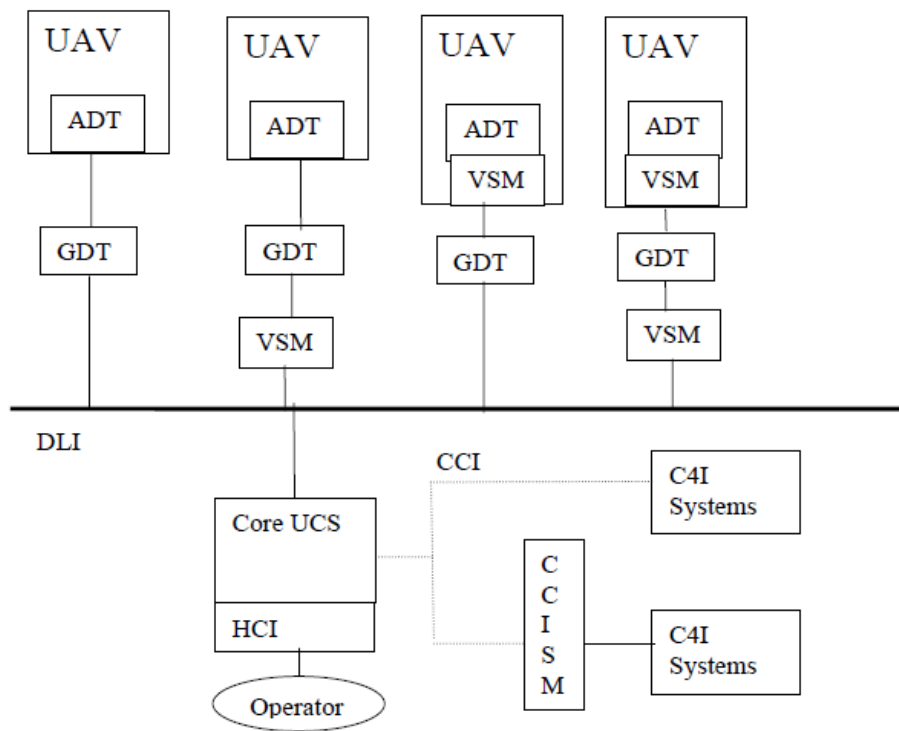 UAV
UAV
UAV
UAV
ADT
ADT
ADT
ADT
VSM
VSM
GDT
GDT
GDT
GDT
VSM
VSM
DLI
CCI
C4I
Systems
Core UCS
C
C
I
S
M
HCI
C4I
Systems
Operator